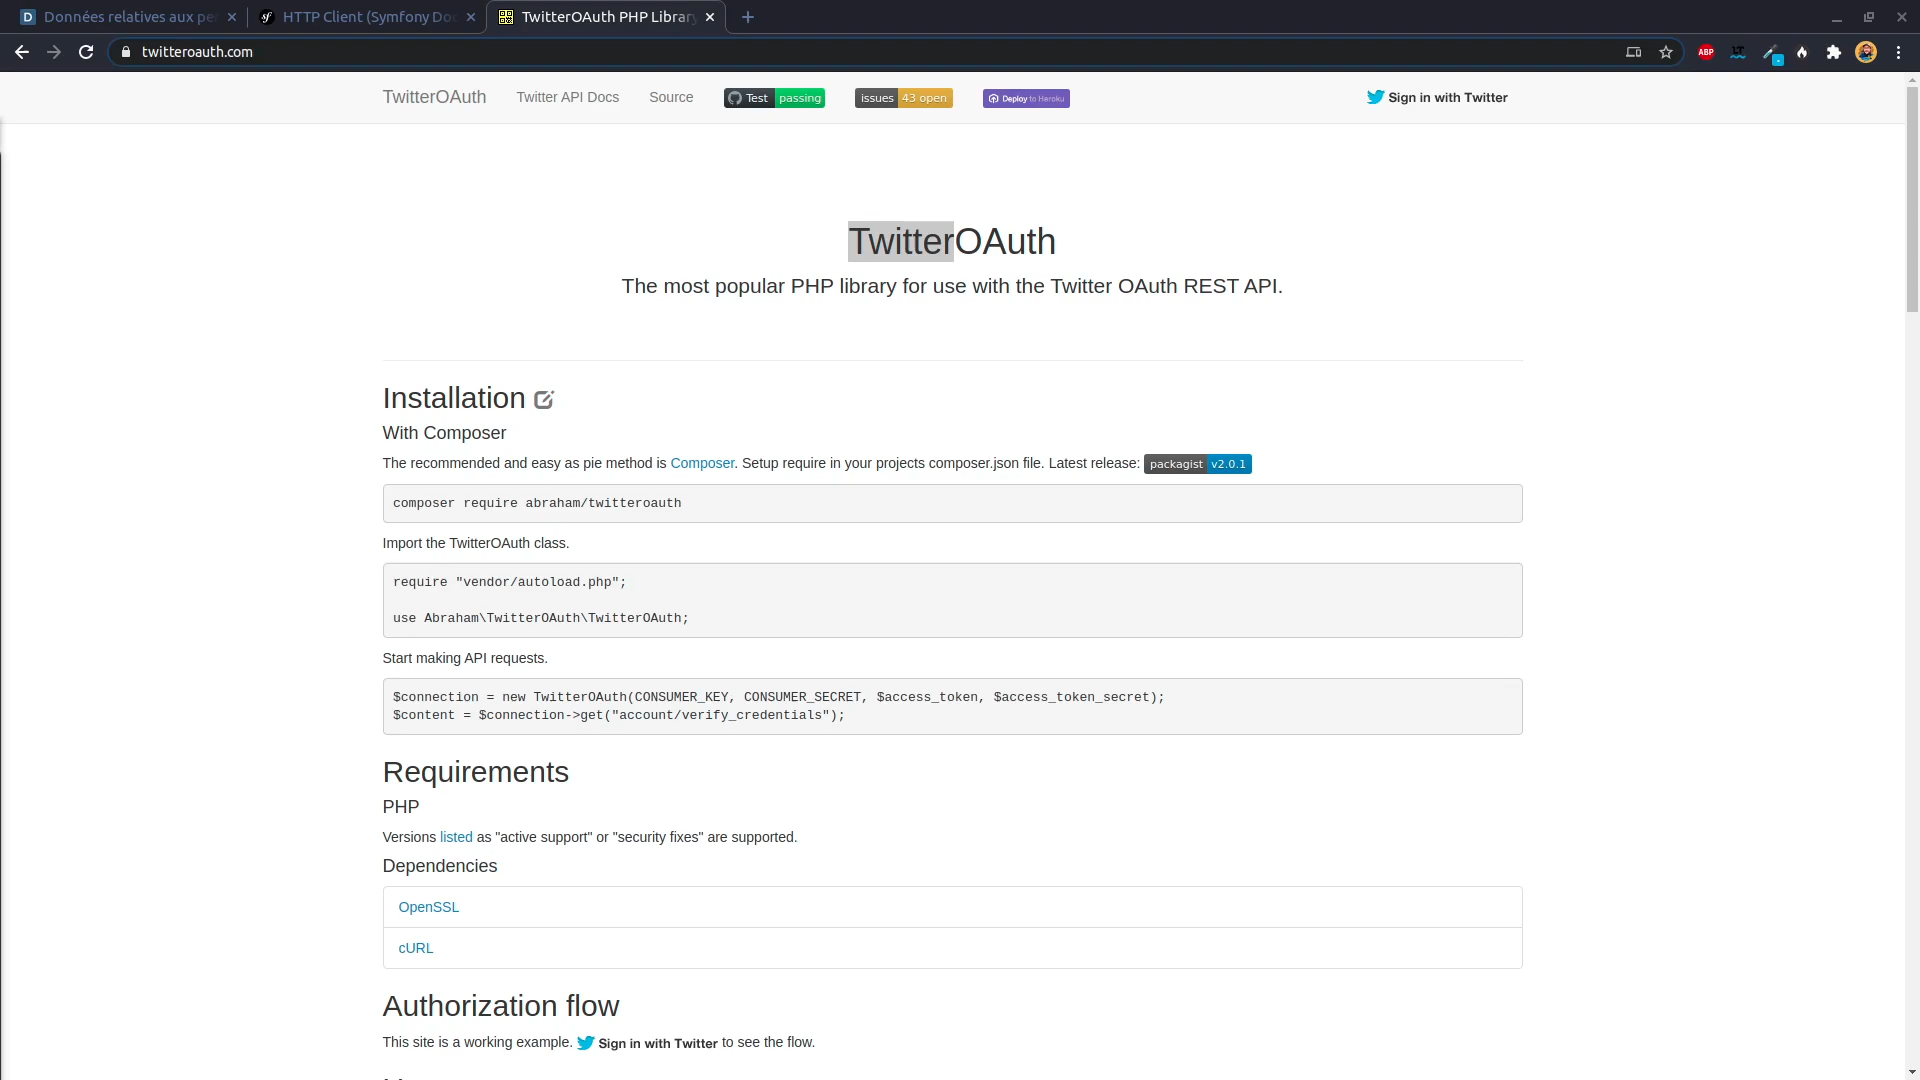 Données relatives aux pe
HTTP Client (Symfony Doc
TwitterOAuth PHP Library
twitteroauth.com
ABP
TwitterOAuth
Twitter API Docs
Source
Test passing
issues 43 open
Deploy to Heroku
Sign in with Twitter
TwitterOAuth
The most popular PHP library for use with the Twitter OAuth REST API.
Installation
With Composer
The recommended and easy as pie method is Composer. Setup require in your projects composer.json file. Latest release: packagist v2.0.1
composer require abraham/twitteroauth
Import the TwitterOAuth class.
require "vendor/autoload.php";
use Abraham\TwitterOAuth\TwitterOAuth;
Start making API requests.
$connection = new TwitterOAuth(CONSUMER_KEY, CONSUMER_SECRET, $access_token, $access_token_secret);
$content = $connection->get("account/verify_credentials");
Requirements
PHP
Versions listed as "active support" or "security fixes" are supported.
Dependencies
OpenSSL
cURL
Authorization flow
This site is a working example. Sign in with Twitter to see the flow.